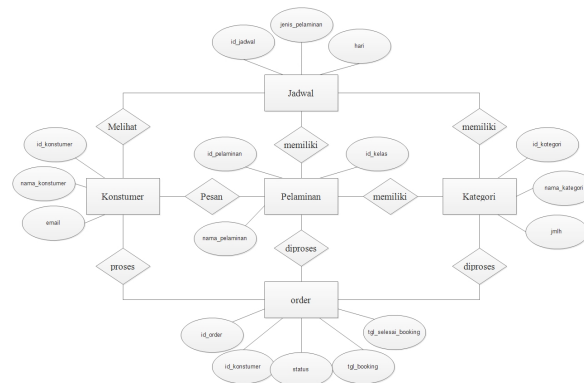 jenis_pelaminan
id_jadwal
hari
Jadwal
Melihat
memiliki
memiliki
id_konstumer
id_pelaminan
id_kelas
id_kotegori
nama_konstumer
Konstumer
Pesan
Pelaminan
memiliki
Kategori
nama_kategori
email
nama_pelaminan
jmlh
proses
diproses
diproses
order
id_order
tgl_selesai_booking
id_konstumer
status
tgl_booking